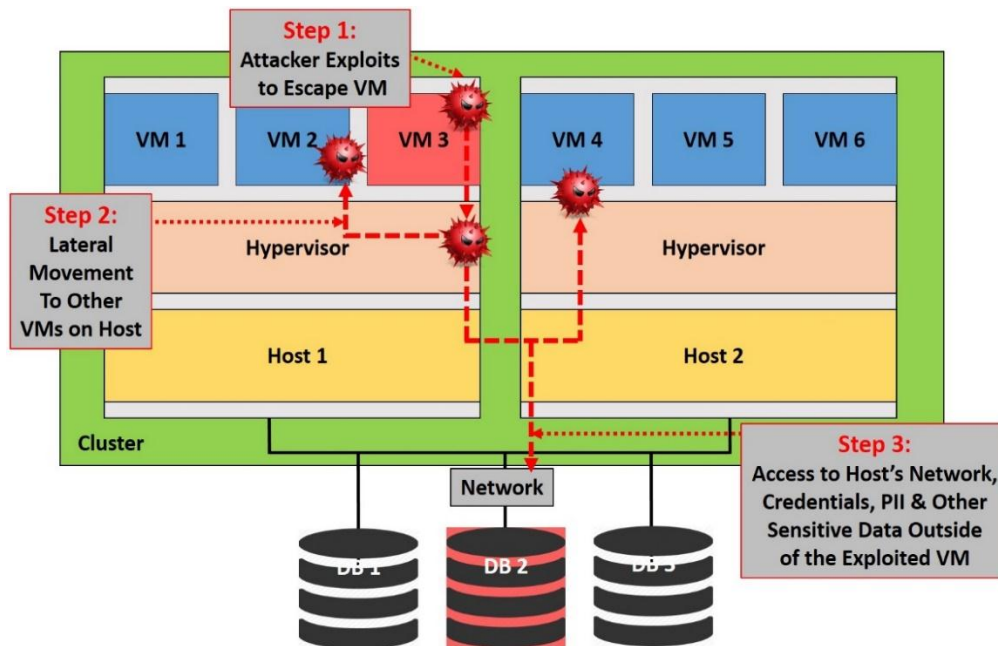 Step 1:
Attacker Exploits
to Escape VM
VM 1
VM 2
VM 3
VM 4
VM 5
VM 6
Step 2:
Lateral
Movement
To Other
VMs on Host
Hypervisor
Hypervisor
Host 1
Host 2
Cluster
Step 3:
Access to Host's Network,
Credentials, PII & Other
Sensitive Data Outside
of the Exploited VM
Network
DB 1
DB 2
DB 3